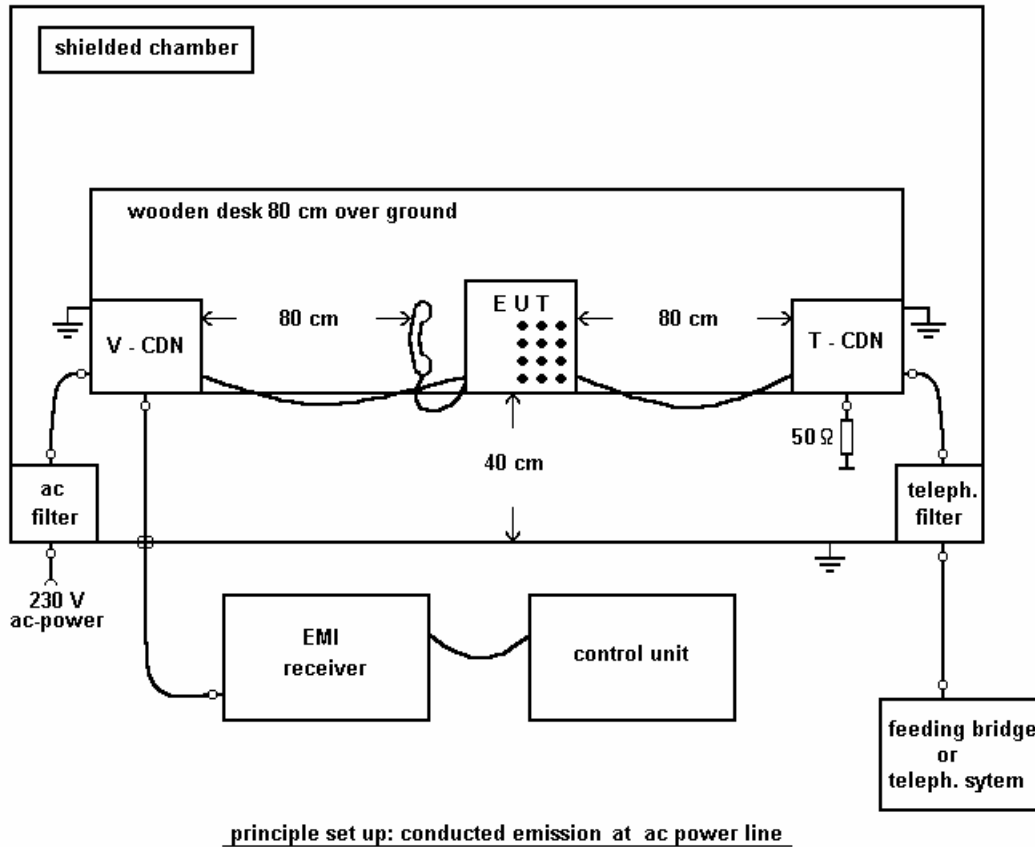 shielded chamber
wooden desk 80 cm over ground
80 cm
E U T
80 cm
V - CDN
T - CDN
50 Ω
40 cm
ac
filter
teleph.
filter
230 V
ac-power
EMI
receiver
control unit
feeding bridge
or
teleph. sytem
principle set up: conducted emission at ac power line